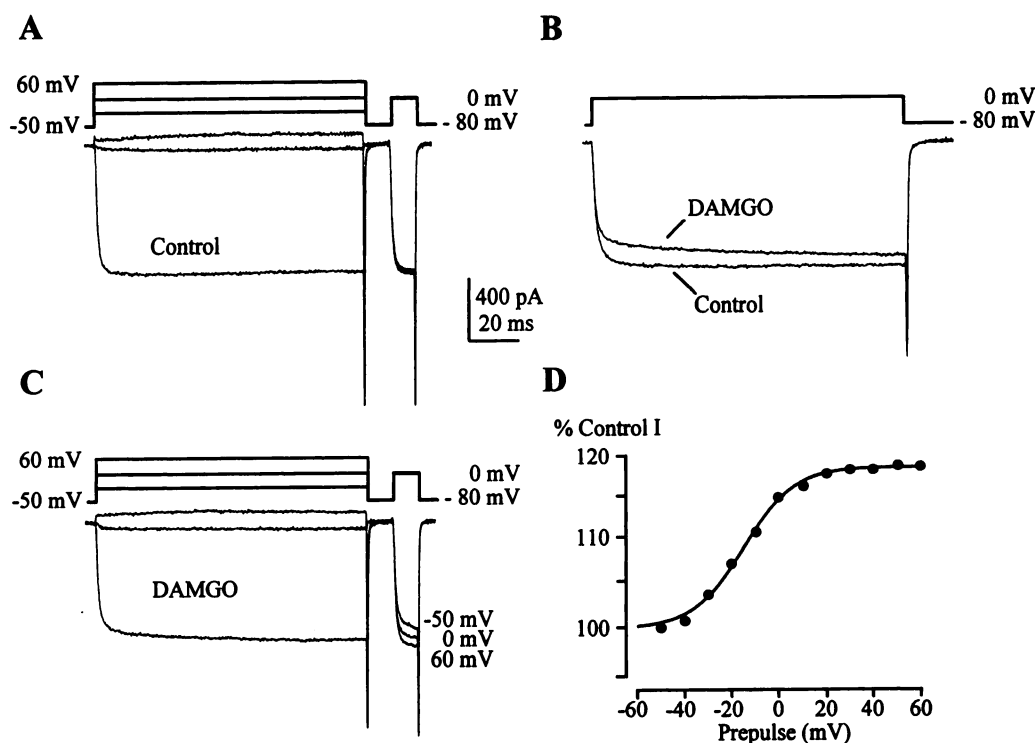 A
60 mV
-50 mV
0 mV
- 80 mV
Control
400 pA
20 ms
B
0 mV
- 80 mV
DAMGO
Control
C
60 mV
-50 mV
0 mV
- 80 mV
DAMGO
-50 mV
0 mV
60 mV
D
% Control I
120
110
100
-60 -40 -20 0 20 40 60
Prepulse (mV)